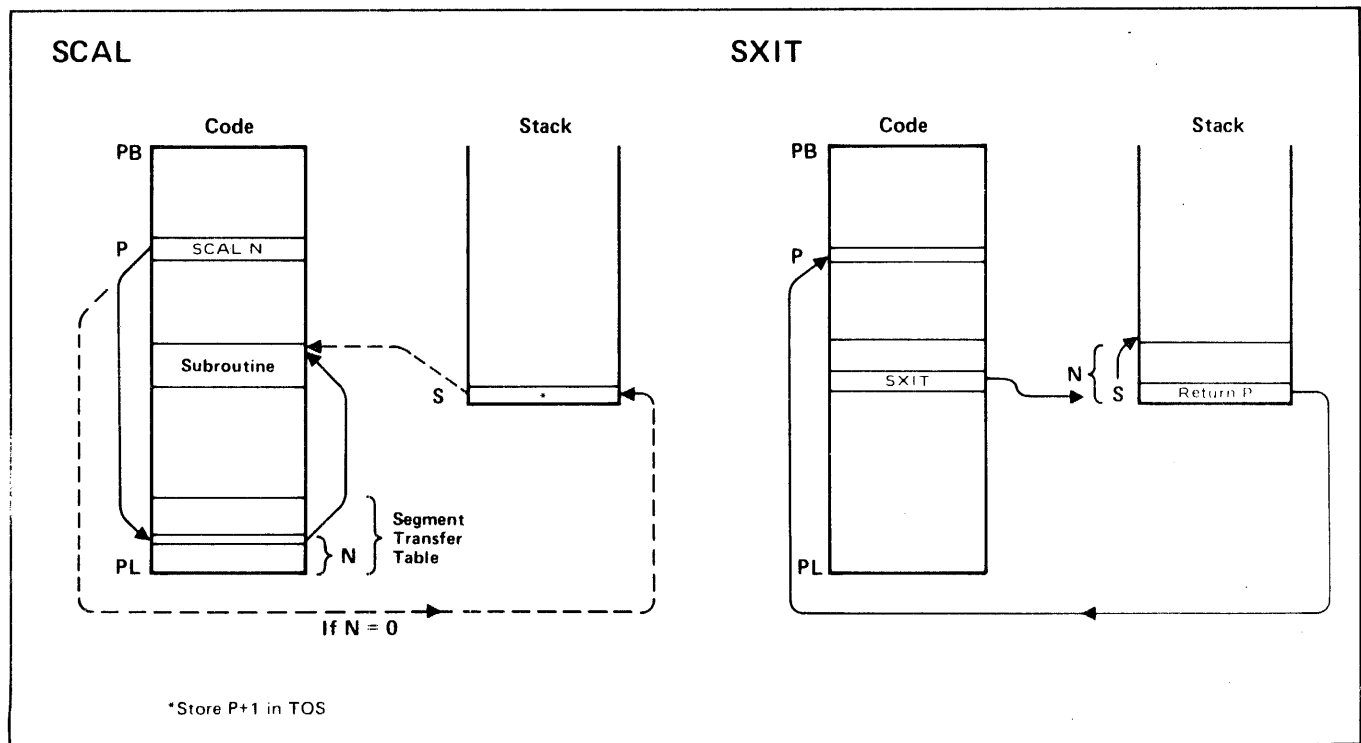 SCAL
Code
Stack
PB
P
SCAL N
Subroutine
S
*
Segment
Transfer
Table
N
PL
If N = 0
*Store P+1 in TOS
SXIT
Code
Stack
PB
P
SXIT
N
S
Return P
PL